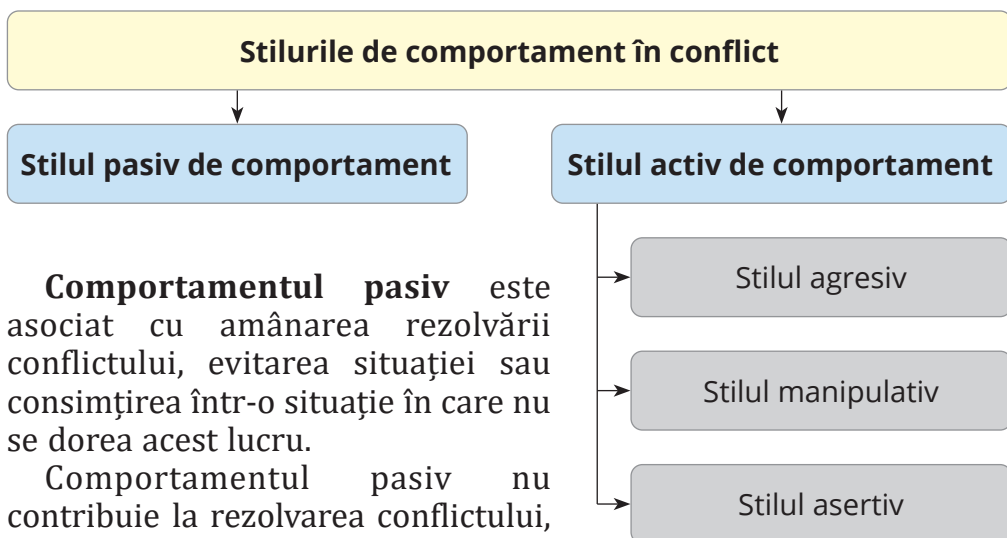 Stilurile de comportament în conflict
Stilul pasiv de comportament
Stilul activ de comportament
Stilul agresiv
Stilul manipulativ
Stilul asertiv
Comportamentul pasiv este
asociat cu amânarea rezolvării
conflictului, evitarea situației sau
consimțirea într-o situație în care nu
se dorea acest lucru.
Comportamentul pasiv nu
contribuie la rezolvarea conflictului,